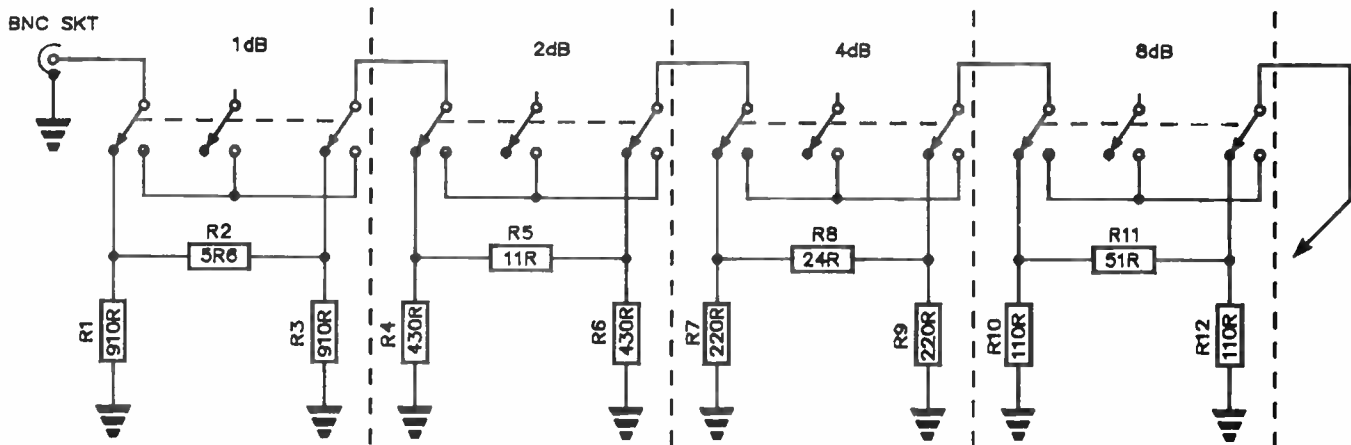 BNC SKT
1dB
2dB
4dB
8dB
R2
5R6
R5
11R
R8
24R
R11
51R
R1
910R
R3
910R
R4
430R
R6
430R
R7
220R
R9
220R
R10
110R
R12
110R